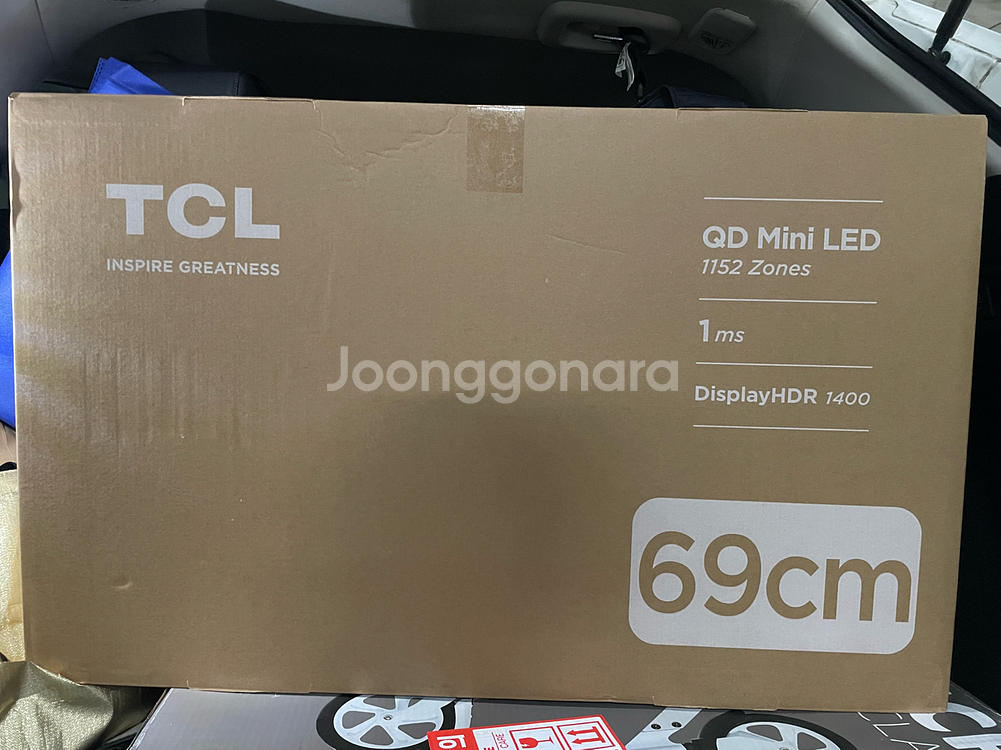 TCL
INSPIRE GREATNESS
QD Mini LED
1152 Zones
1ms
DisplayHDR 1400
Joonggonara
69cm